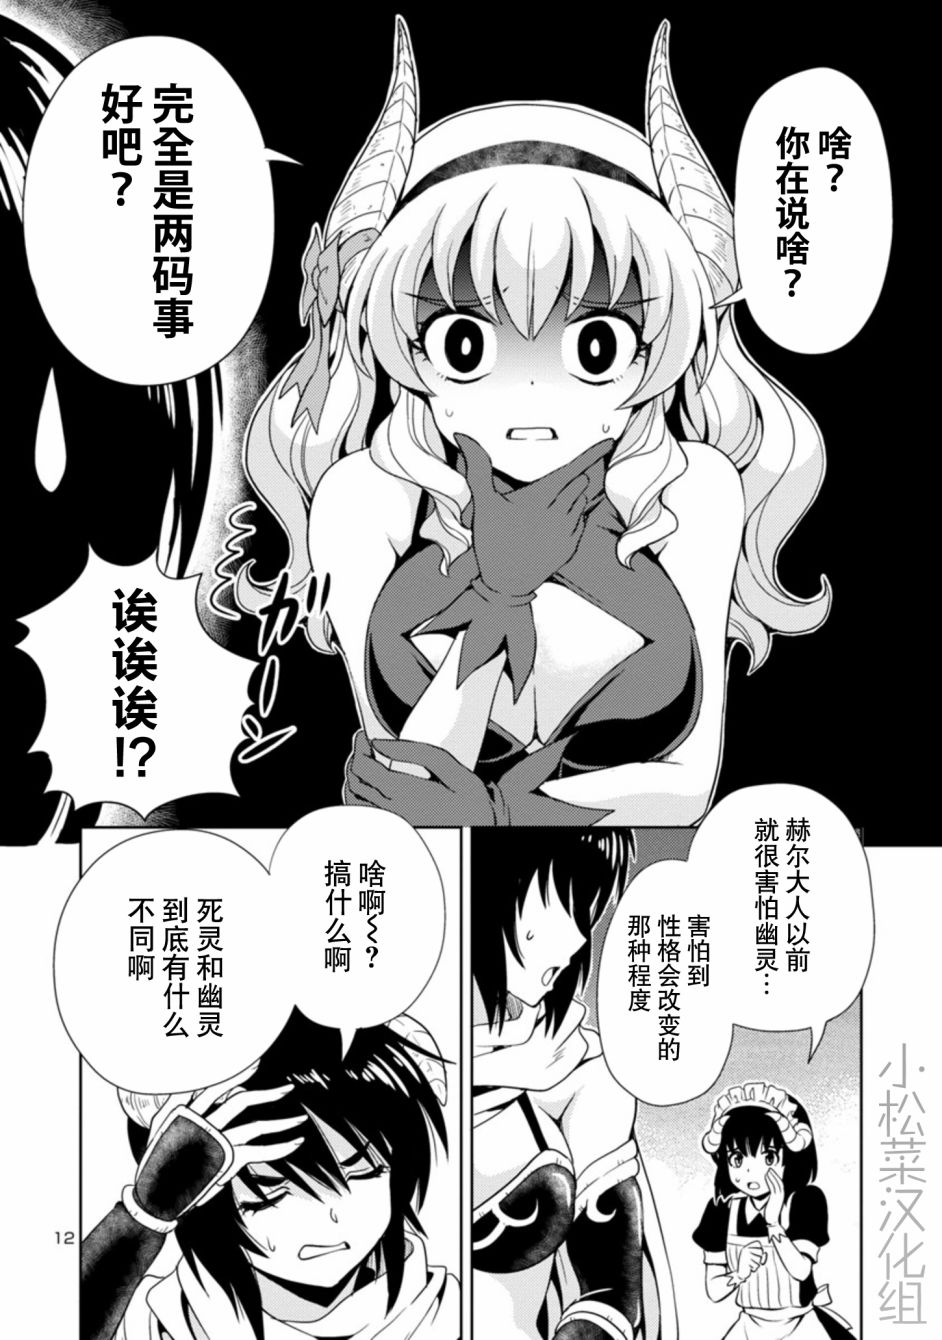 啥？
你在说啥？
完全是两码事
好吧？
诶诶诶!?
ガガーン
赫尔大人以前
就很害怕幽灵…
害怕到
性格会改变的
那种程度
啥啊～?
搞什么啊
死灵和幽灵
到底有什么
不同啊
12
小松菜汉化组